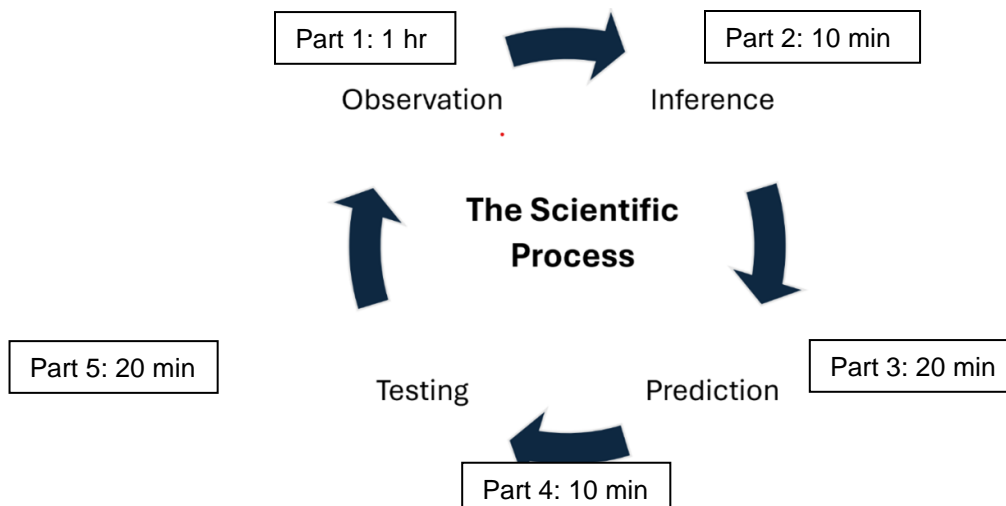 Part 1: 1 hr
Part 2: 10 min
Observation
Inference
The Scientific
Process
Part 5: 20 min
Part 3: 20 min
Testing
Prediction
Part 4: 10 min